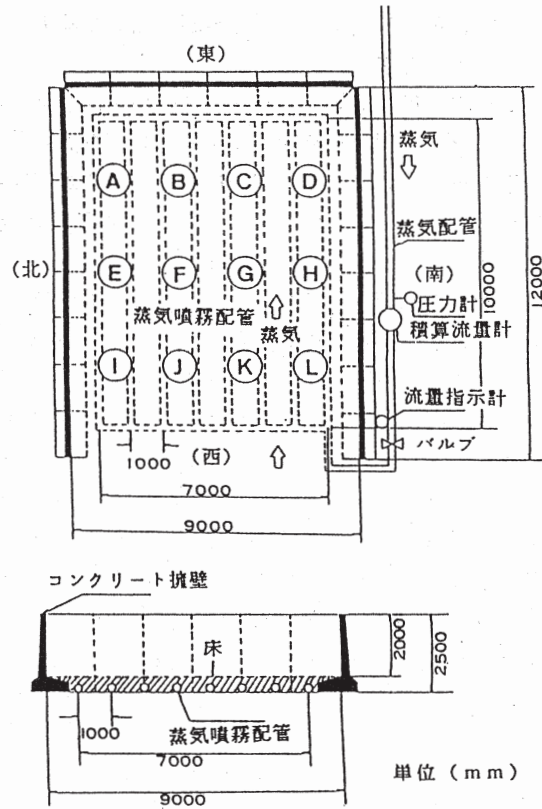 (東)
蒸気
A B C D
蒸気配管
(北)
E F G H
(南)
圧力計
10000
12000
蒸気噴霧配管
蒸気
積算流量計
I J K L
流量指示計
バルブ
1000
(西)
7000
9000
コンクリート擁壁
床
2000
2500
1000
蒸気噴霧配管
7000
9000
単位(mm)